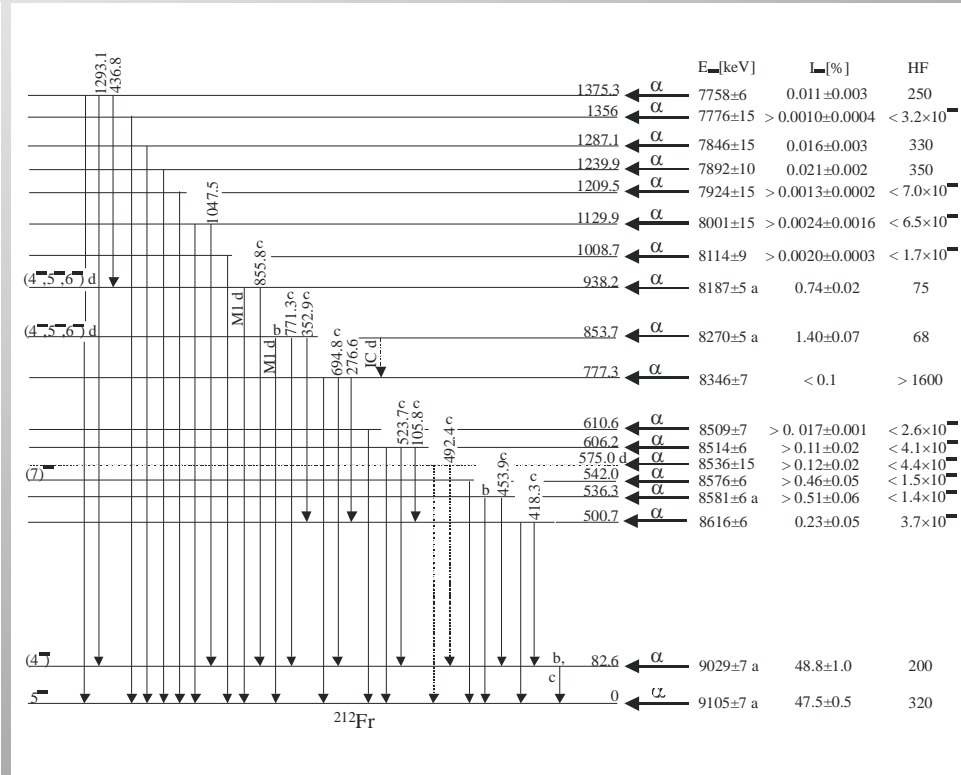 E▬[keV] I▬[%] HF
1293.1
436.8
1375.3 α 7758±6 0.011±0.003 250
1356 α 7776±15 > 0.0010±0.0004 < 3.2×10▬
1287.1 α 7846±15 0.016±0.003 330
1239.9 α 7892±10 0.021±0.002 350
1209.5 α 7924±15 > 0.0013±0.0002 < 7.0×10▬
1047.5
1129.9 α 8001±15 > 0.0024±0.0016 < 6.5×10▬
1008.7 α 8114±9 > 0.0020±0.0003 < 1.7×10▬
855.8 c
(4▬,5▬,6▬) d 938.2 α 8187±5 a 0.74±0.02 75
M1 d
(4▬,5▬,6▬) d b 771.3 c 352.9 c 853.7 α 8270±5 a 1.40±0.07 68
M1 d 694.8 c 276.6 IC d
777.3 α 8346±7 < 0.1 > 1600
523.7 c 105.8 c 492.4 c
610.6 α 8509±7 > 0. 017±0.001 < 2.6×10▬
606.2 α 8514±6 > 0.11±0.02 < 4.1×10▬
(7)▬ 575.0 d α 8536±15 > 0.12±0.02 < 4.4×10▬
542.0 α 8576±6 > 0.46±0.05 < 1.5×10▬
b 453.9 c 536.3 α 8581±6 a > 0.51±0.06 < 1.4×10▬
418.3 c 500.7 α 8616±6 0.23±0.05 3.7×10▬
(4▬) b, 82.6 α 9029±7 a 48.8±1.0 200
c
5▬ 0 α 9105±7 a 47.5±0.5 320
²¹²Fr